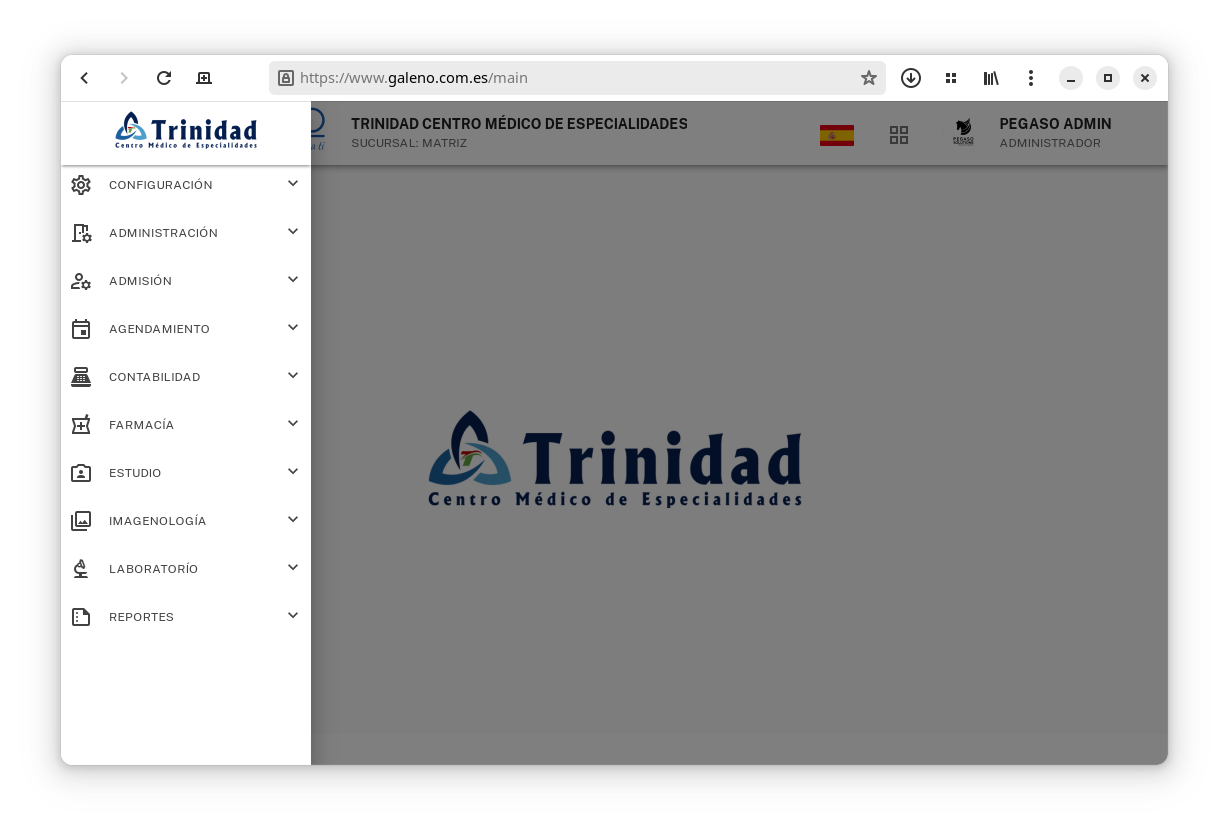 https://www.galeno.com.es/main
Trinidad
Centro Médico de Especialidades
TRINIDAD CENTRO MÉDICO DE ESPECIALIDADES
SUCURSAL: MATRIZ
PEGASO
PEGASO ADMIN
ADMINISTRADOR
CONFIGURACIÓN
ADMINISTRACIÓN
ADMISIÓN
AGENDAMIENTO
CONTABILIDAD
FARMACÍA
ESTUDIO
IMAGENOLOGÍA
LABORATORÍO
REPORTES
Trinidad
Centro Médico de Especialidades